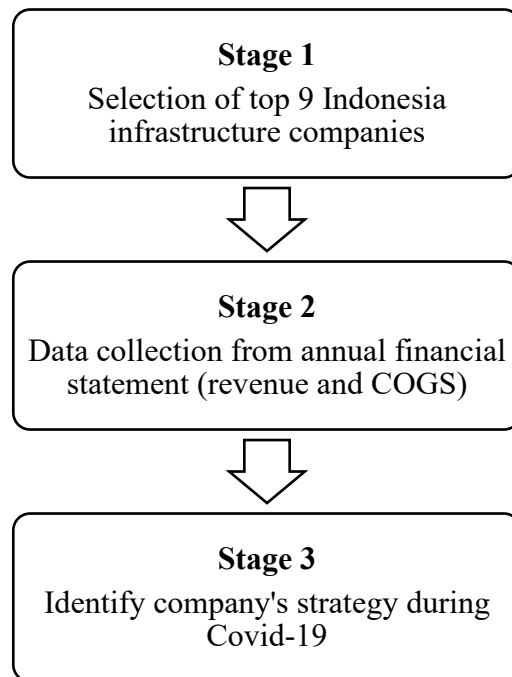 Stage 1
Selection of top 9 Indonesia
infrastructure companies
Stage 2
Data collection from annual financial
statement (revenue and COGS)
Stage 3
Identify company's strategy during
Covid-19